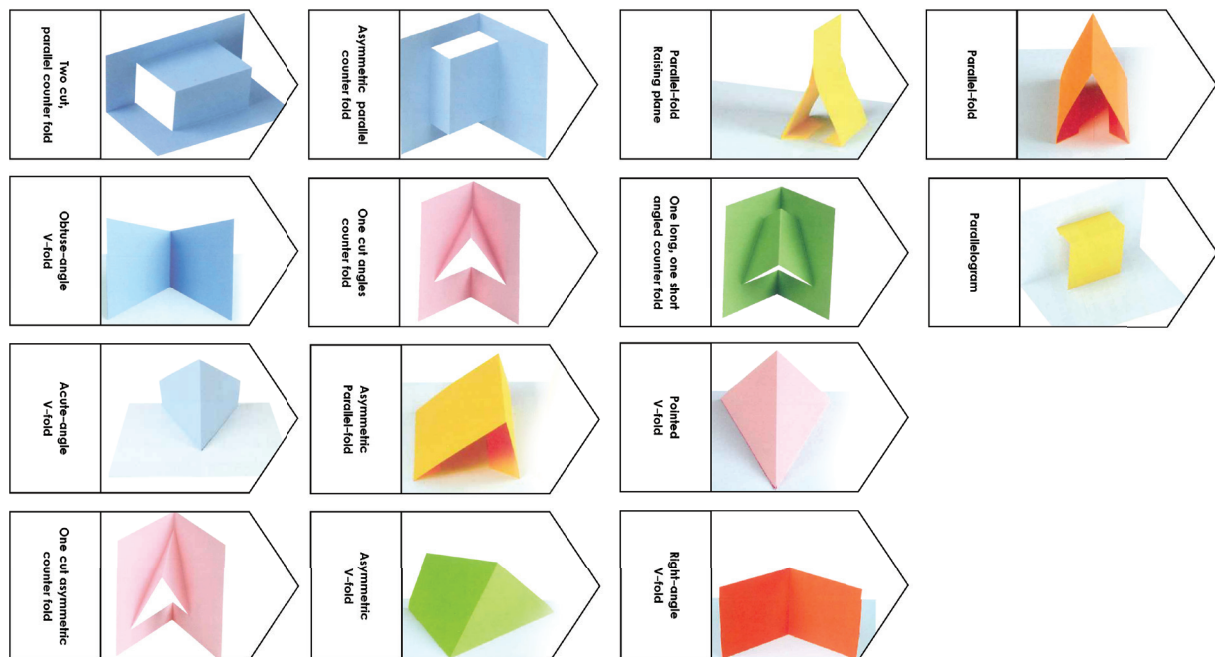 Two cut,
parallel counter fold
Asymmetric parallel
counter fold
Parallel-fold
Raising plane
Parallel-fold
Obtuse-angle
V-fold
One cut angles
counter fold
One long, one short
angled counter fold
Parallelogram
Acute-angle
V-fold
Asymmetric
Parallel-fold
Pointed
V-fold
One cut asymmetric
counter fold
Asymmetric
V-fold
Right-angle
V-fold